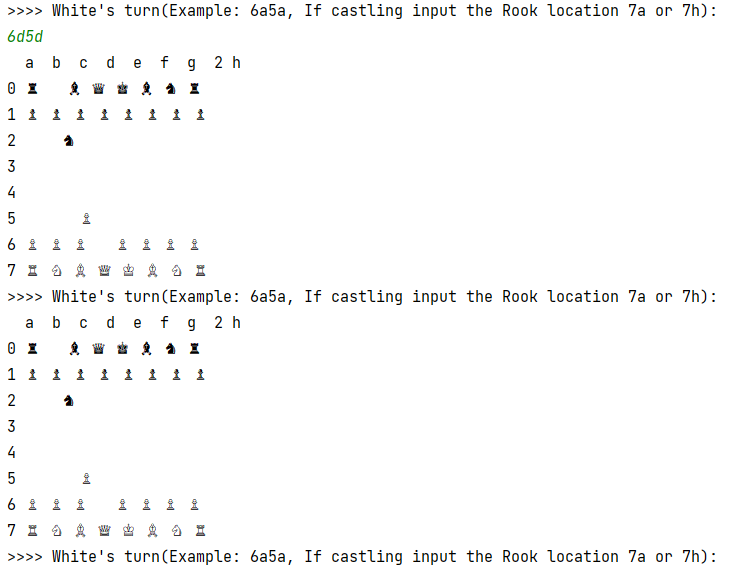 >>>> White's turn(Example: 6a5a, If castling input the Rook location 7a or 7h):
6d5d
  a  b  c  d  e  f  g  2 h
0 ♜   ♝ ♛ ♚ ♝ ♞ ♜
1 ♝ ♝ ♝ ♝ ♝ ♝ ♝ ♝
2     ♞
3
4
5       ♙
6 ♙ ♙ ♙   ♙ ♙ ♙ ♙
7 ♖ ♘ ♗ ♕ ♔ ♗ ♘ ♖
>>>> White's turn(Example: 6a5a, If castling input the Rook location 7a or 7h):
  a  b  c  d  e  f  g  2 h
0 ♜   ♝ ♛ ♚ ♝ ♞ ♜
1 ♝ ♝ ♝ ♝ ♝ ♝ ♝ ♝
2     ♞
3
4
5       ♙
6 ♙ ♙ ♙   ♙ ♙ ♙ ♙
7 ♖ ♘ ♗ ♕ ♔ ♗ ♘ ♖
>>>> White's turn(Example: 6a5a, If castling input the Rook location 7a or 7h):